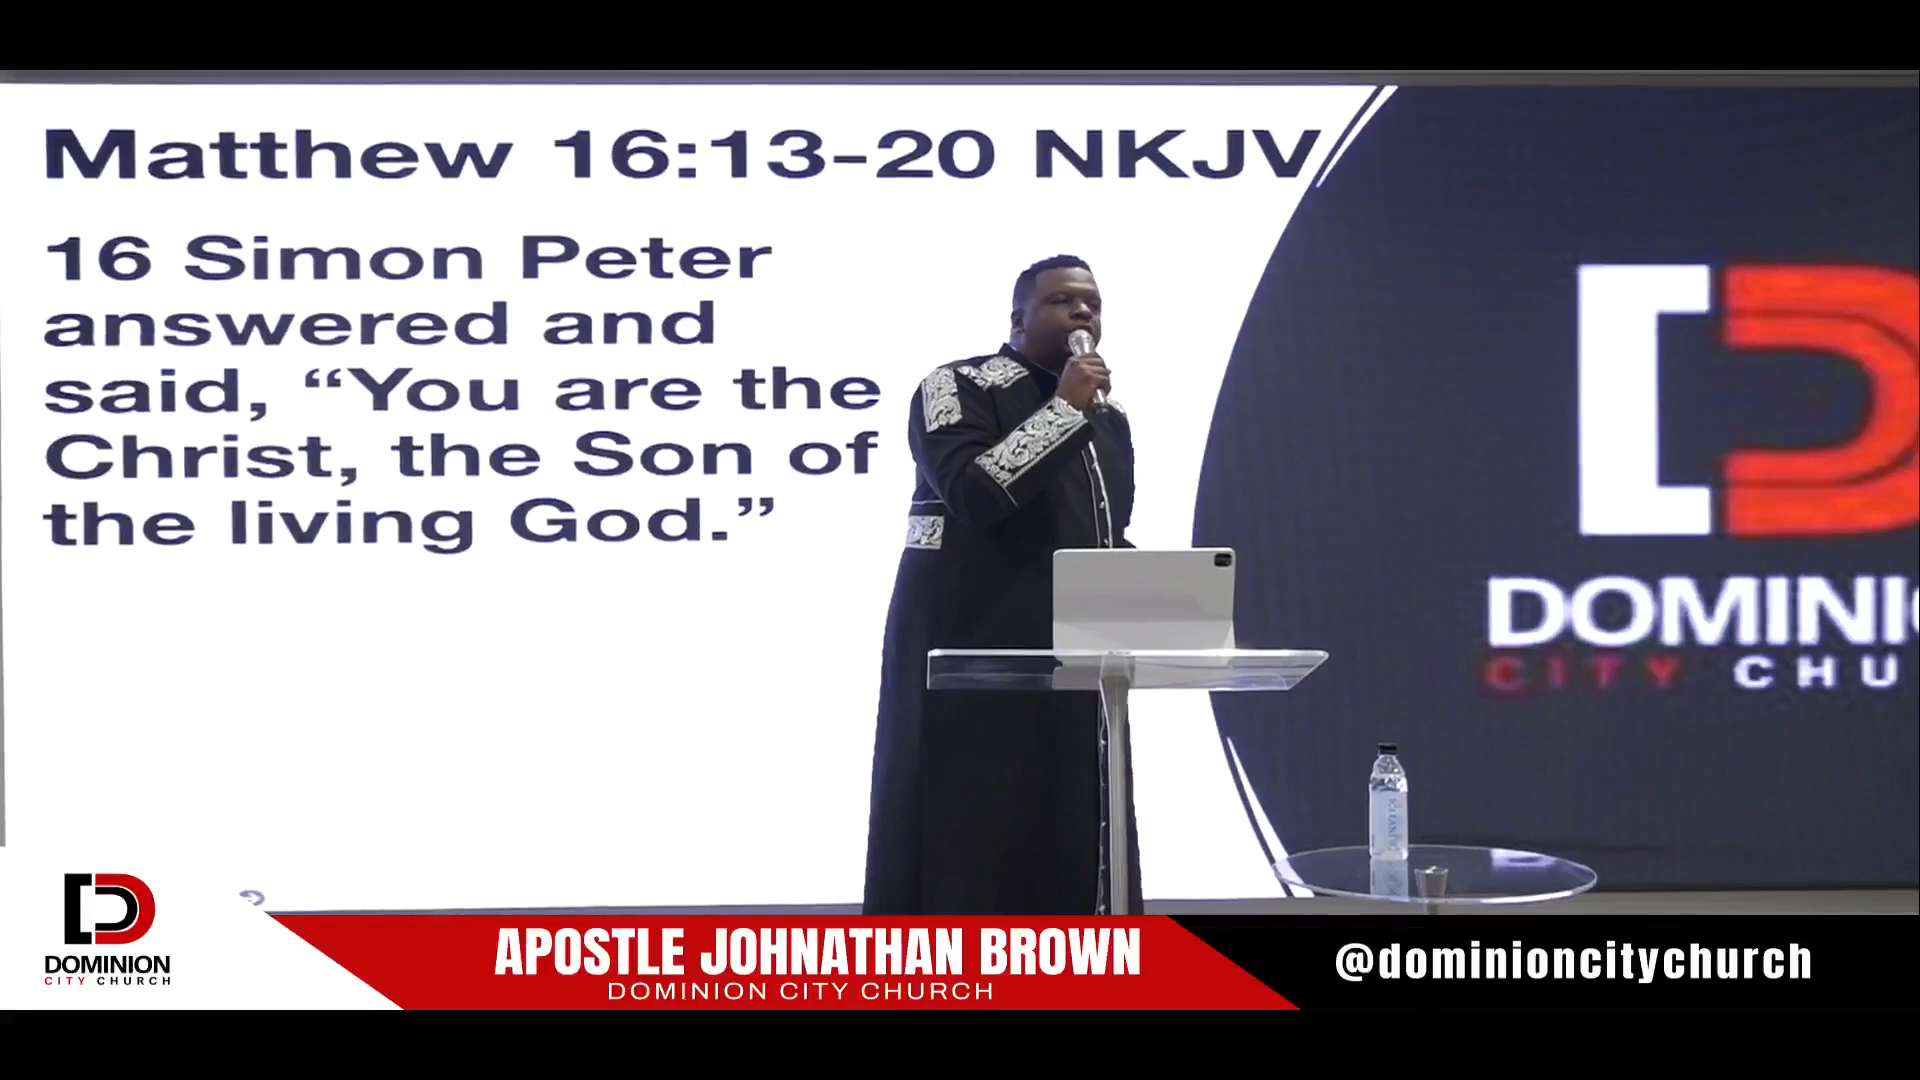 Matthew 16:13-20 NKJV
16 Simon Peter
answered and
said, “You are the
Christ, the Son of
the living God.”
DOMINI
CITY CHU
DOMINION
CITY CHURCH
APOSTLE JOHNATHAN BROWN
DOMINION CITY CHURCH
@dominioncitychurch